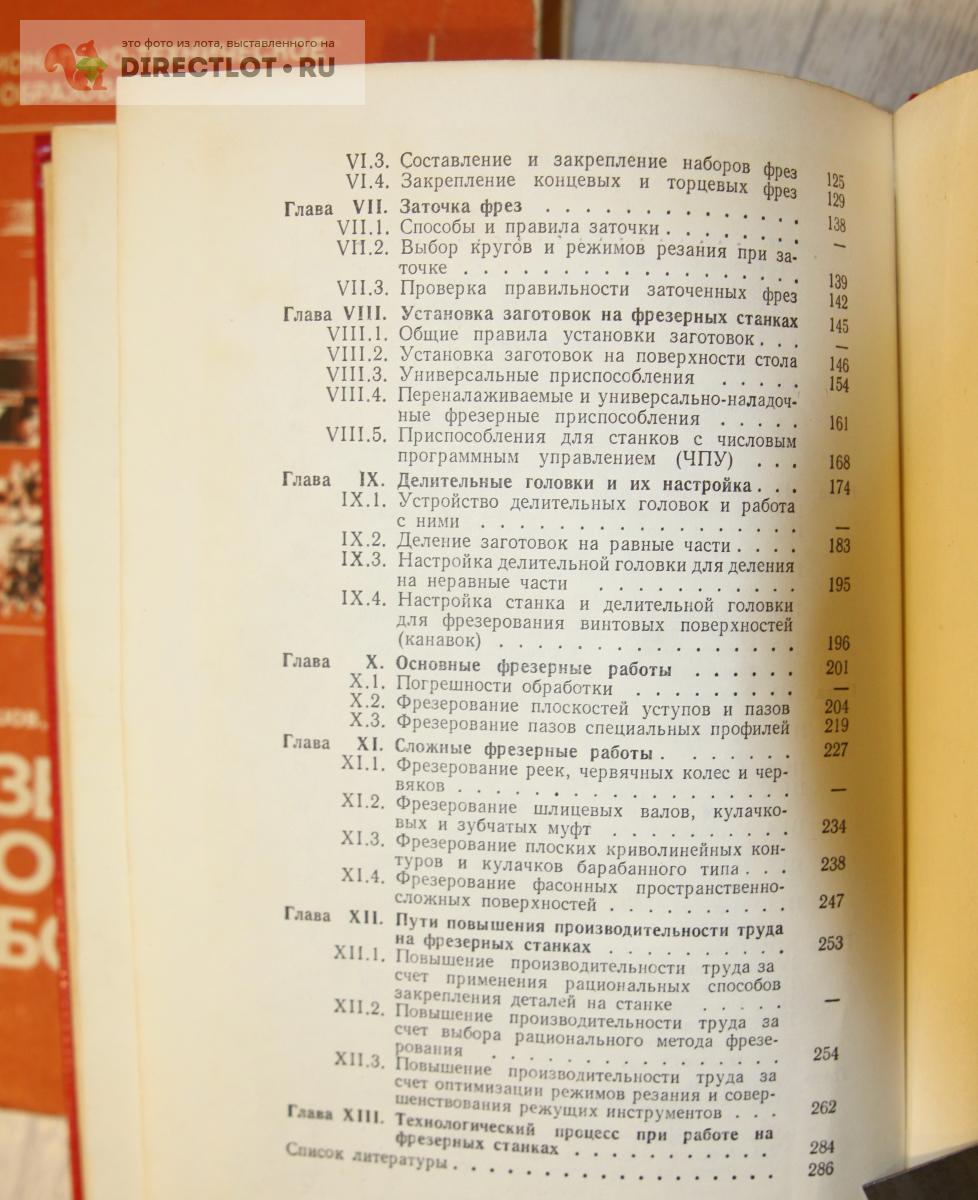 это фото из лота, выставленного на
DIRECTLOT.RU
VI.3. Составление и закрепление наборов фрез 125
VI.4. Закрепление концевых и торцевых фрез 129
Глава VII. Заточка фрез . . . . . . . . . . . 138
VII.1. Способы и правила заточки . . . . . . . . —
VII.2. Выбор кругов и режимов резания при за-
точке . . . . . . . . . . . . . . . . 139
VII.3. Проверка правильности заточенных фрез 142
Глава VIII. Установка заготовок на фрезерных станках 145
VIII.1. Общие правила установки заготовок . . . —
VIII.2. Установка заготовок на поверхности стола 146
VIII.3. Универсальные приспособления . . . . . 154
VIII.4. Переналаживаемые и универсально-наладоч-
ные фрезерные приспособления . . . . . 161
VIII.5. Приспособления для станков с числовым
программным управлением (ЧПУ) . . . 168
Глава IX. Делительные головки и их настройка . . . 174
IX.1. Устройство делительных головок и работа
с ними . . . . . . . . . . . . . . . . —
IX.2. Деление заготовок на равные части . . . . 183
IX.3. Настройка делительной головки для деления
на неравные части . . . . . . . . . . 195
IX.4. Настройка станка и делительной головки
для фрезерования винтовых поверхностей
(канавок) . . . . . . . . . . . . . . . 196
Глава X. Основные фрезерные работы . . . . . . 201
X.1. Погрешности обработки . . . . . . . . . —
X.2. Фрезерование плоскостей уступов и пазов 204
X.3. Фрезерование пазов специальных профилей 219
Глава XI. Сложные фрезерные работы . . . . . . . 227
XI.1. Фрезерование реек, червячных колес и чер-
вяков . . . . . . . . . . . . . . . . —
XI.2. Фрезерование шлицевых валов, кулачко-
вых и зубчатых муфт . . . . . . . . . . 234
XI.3. Фрезерование плоских криволинейных кон-
туров и кулачков барабанного типа . . . 238
XI.4. Фрезерование фасонных пространственно-
сложных поверхностей . . . . . . . . . . 247
Глава XII. Пути повышения производительности труда
на фрезерных станках . . . . . . . . . . 253
XII.1. Повышение производительности труда за
счет применения рациональных способов
закрепления деталей на станке . . . . . —
XII.2. Повышение производительности труда за
счет выбора рационального метода фрезе-
рования . . . . . . . . . . . . . . . 254
XII.3. Повышение производительности труда за
счет оптимизации режимов резания и совер-
шенствования режущих инструментов . . . 262
Глава XIII. Технологический процесс при работе на
фрезерных станках . . . . . . . . . . . 284
Список литературы . . . . . . . . . . . . . . . . . 286